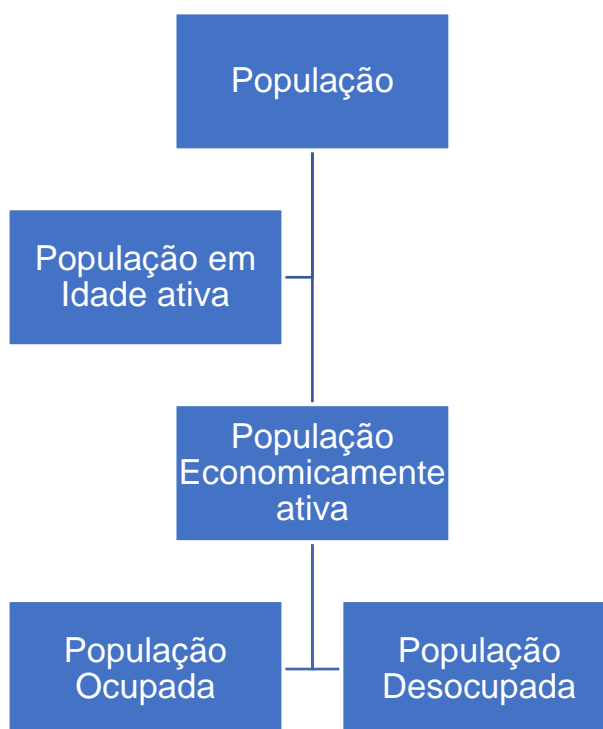 População
População em
Idade ativa
População
Economicamente
ativa
População
Ocupada
População
Desocupada